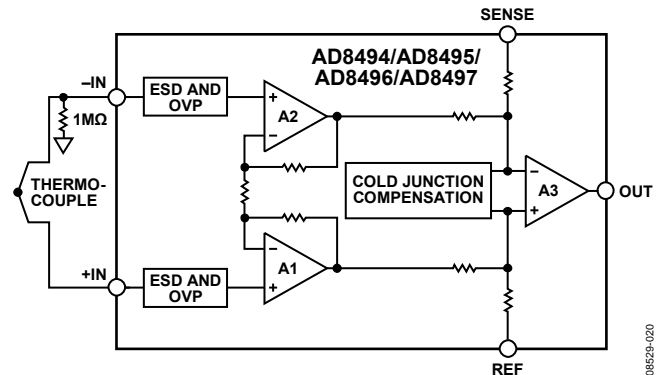 SENSE
AD8494/AD8495/
AD8496/AD8497
–IN
ESD AND
OVP
+
A2
–
1MΩ
THERMO-
COUPLE
COLD JUNCTION
COMPENSATION
–
A3
+
OUT
–
A1
+
+IN
ESD AND
OVP
REF
08529-020